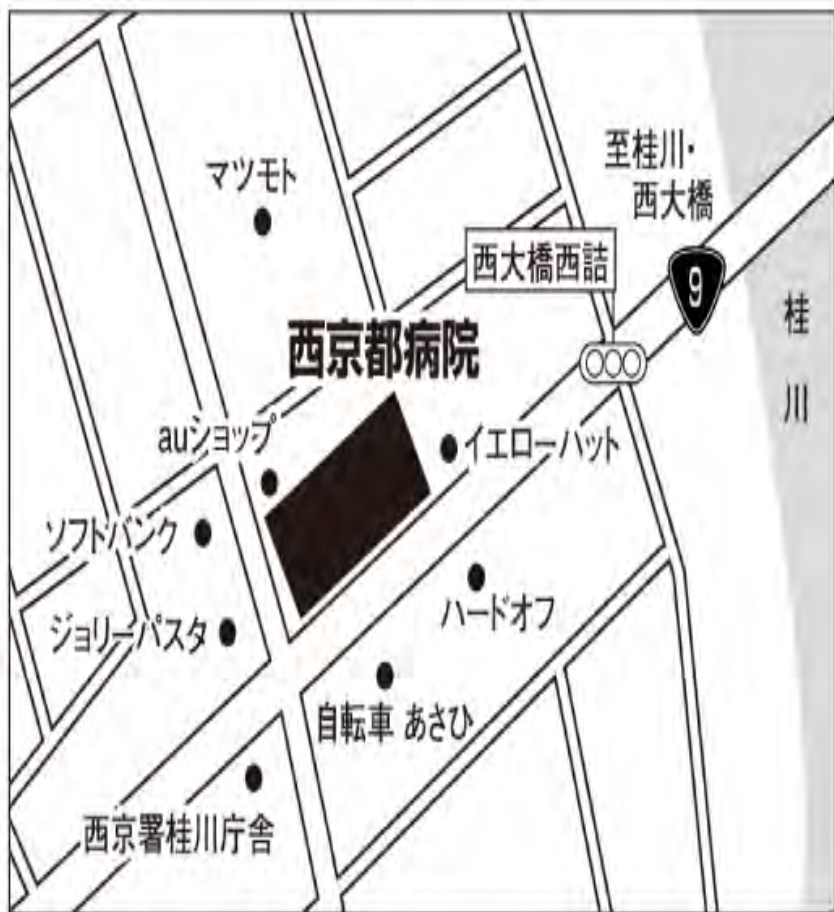 至桂川・
西大橋
マツモト
西大橋西詰
9
桂川
西京都病院
auショップ
イエローハット
ソフトバンク
ハードオフ
ジョリーパスタ
自転車 あさひ
西京署桂川庁舎